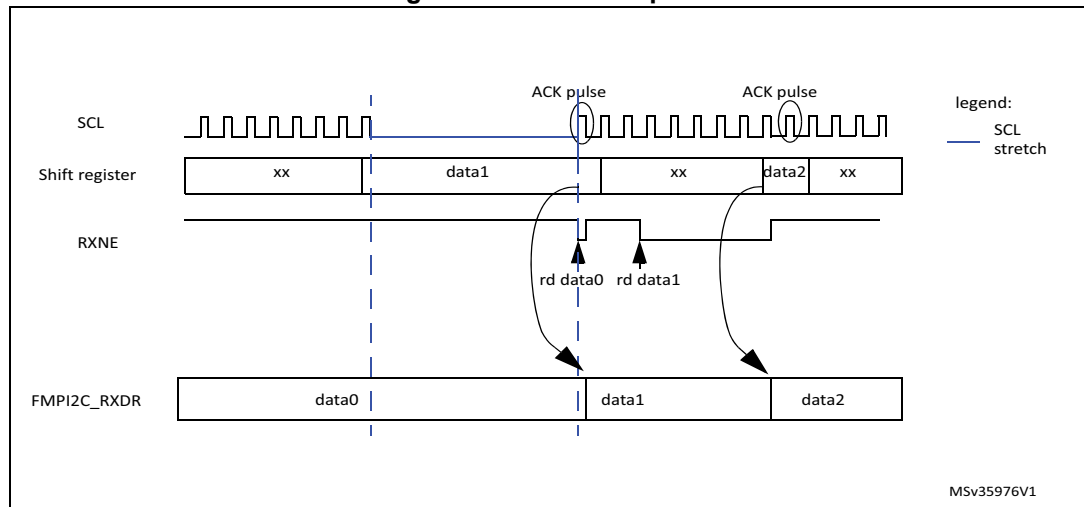 ACK pulse ACK pulse
legend:
SCL
SCL
stretch
Shift register xx data1 xx data2 xx
RXNE
rd data0 rd data1
FMPI2C_RXDR data0 data1 data2
MSv35976V1